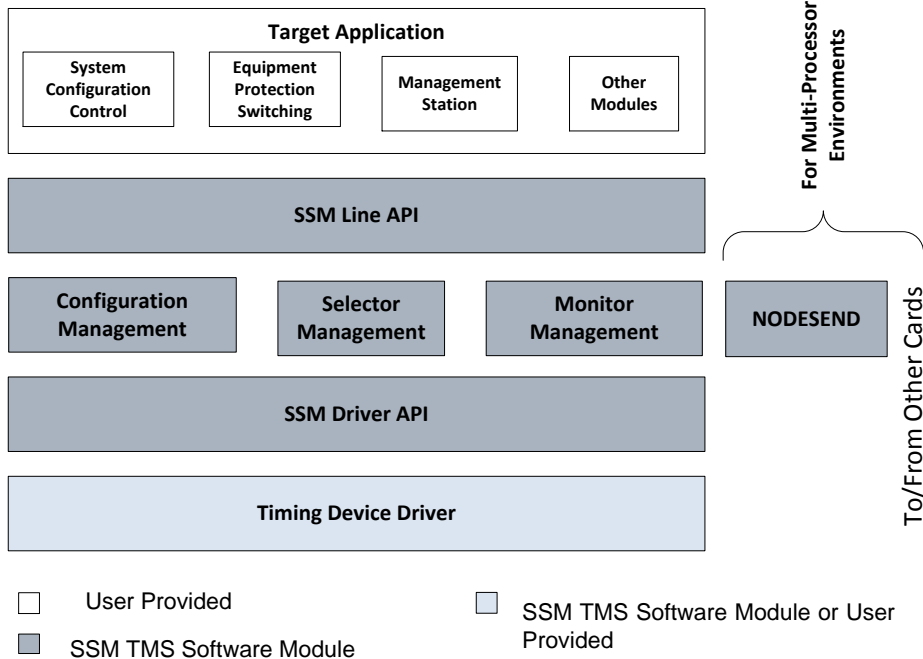 Target Application
System
Configuration
Control
Equipment
Protection
Switching
Management
Station
Other
Modules
For Multi-Processor
Environments
SSM Line API
Configuration
Management
Selector
Management
Monitor
Management
NODESEND
To/From Other Cards
SSM Driver API
Timing Device Driver
User Provided
SSM TMS Software Module
SSM TMS Software Module or User
Provided